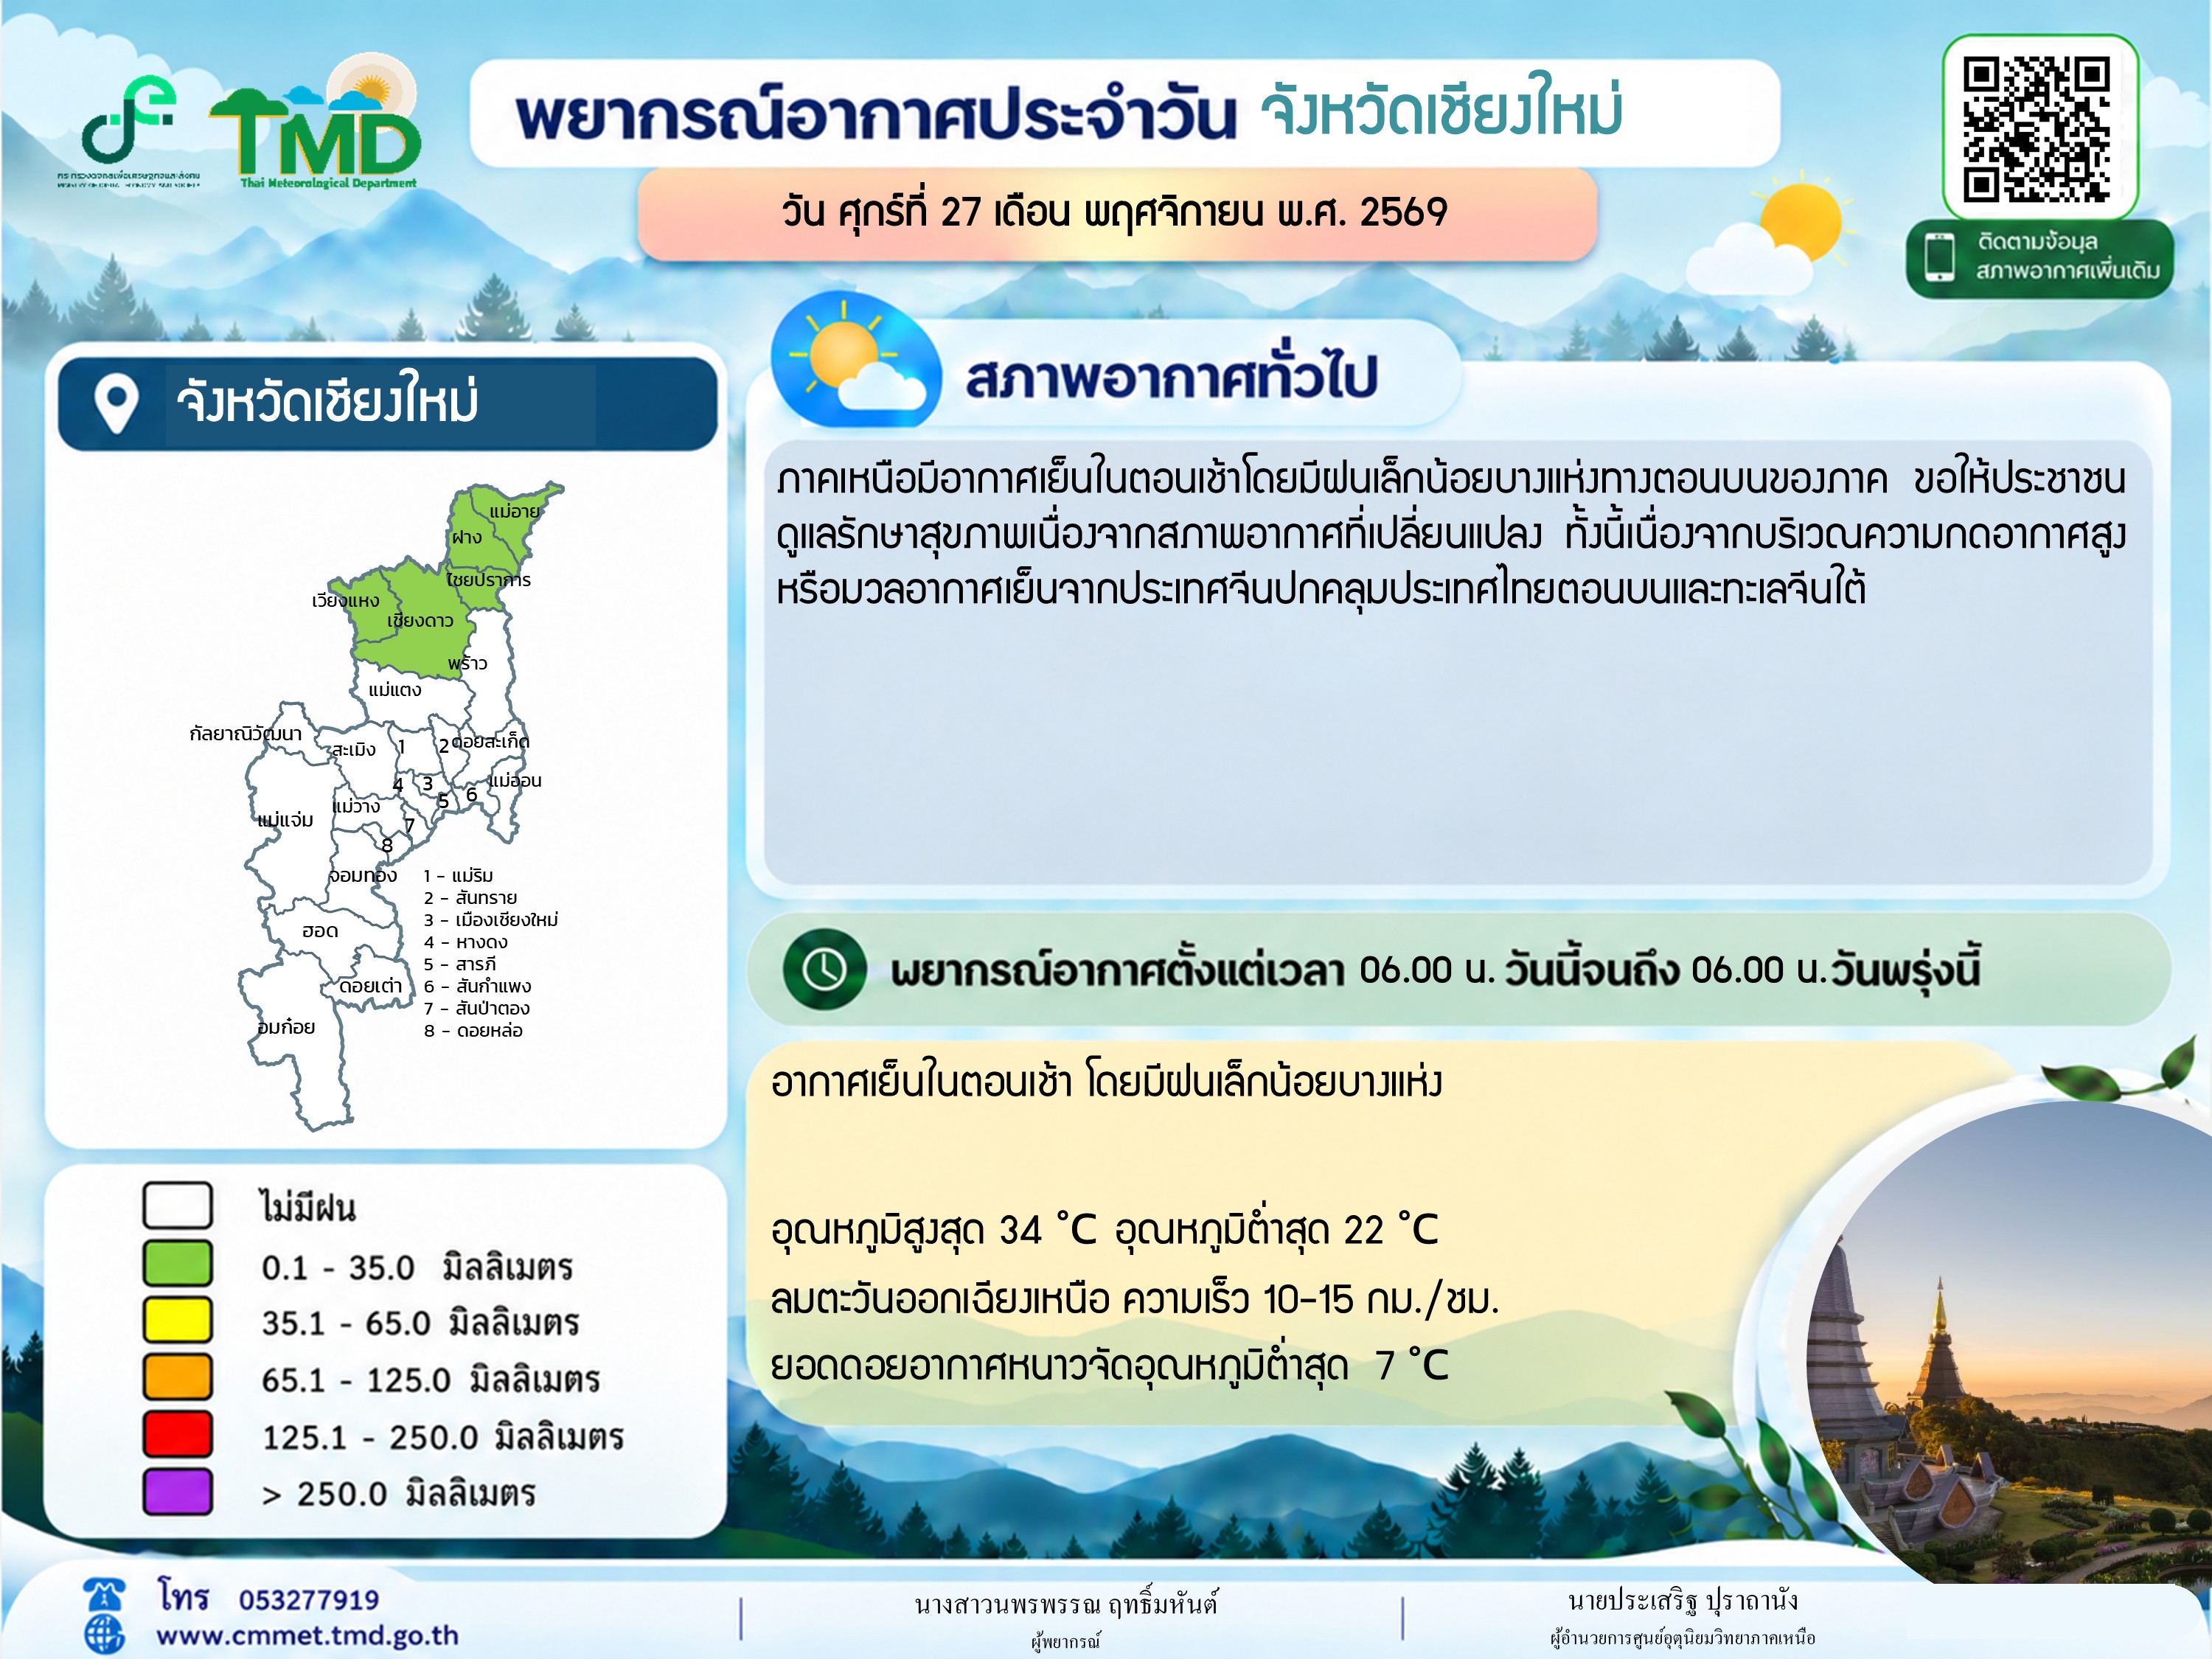 พยากรณ์อากาศประจำวัน จังหวัดเชียงใหม่
TMD
Thai Meteorological Department
วัน ศุกร์ที่ 27 เดือน พฤศจิกายน พ.ศ. 2569
ติดตามข้อมูล
สภาพอากาศเพิ่มเติม
จังหวัดเชียงใหม่
แม่อาย
ฝาง
ไชยปราการ
เวียงแหง
เชียงดาว
พร้าว
แม่แตง
กัลยาณิวัฒนา
สะเมิง
1
2
ดอยสะเก็ด
4
3
แม่ออน
5
6
แม่วาง
แม่แจ่ม
7
8
จอมทอง
ฮอด
ดอยเต่า
อมก๋อย
1 - แม่ริม
2 - สันทราย
3 - เมืองเชียงใหม่
4 - หางดง
5 - สารภี
6 - สันกำแพง
7 - สันป่าตอง
8 - ดอยหล่อ
ไม่มีฝน
0.1 - 35.0 มิลลิเมตร
35.1 - 65.0 มิลลิเมตร
65.1 - 125.0 มิลลิเมตร
125.1 - 250.0 มิลลิเมตร
> 250.0 มิลลิเมตร
สภาพอากาศทั่วไป
ภาคเหนือมีอากาศเย็นในตอนเช้าโดยมีฝนเล็กน้อยบางแห่งทางตอนบนของภาค ขอให้ประชาชน
ดูแลรักษาสุขภาพเนื่องจากสภาพอากาศที่เปลี่ยนแปลง ทั้งนี้เนื่องจากบริเวณความกดอากาศสูง
หรือมวลอากาศเย็นจากประเทศจีนปกคลุมประเทศไทยตอนบนและทะเลจีนใต้
พยากรณ์อากาศตั้งแต่เวลา 06.00 น. วันนี้จนถึง 06.00 น. วันพรุ่งนี้
อากาศเย็นในตอนเช้า โดยมีฝนเล็กน้อยบางแห่ง
อุณหภูมิสูงสุด 34 °C อุณหภูมิต่ำสุด 22 °C
ลมตะวันออกเฉียงเหนือ ความเร็ว 10-15 กม./ชม.
ยอดดอยอากาศหนาวจัดอุณหภูมิต่ำสุด 7 °C
โทร 053277919
www.cmmet.tmd.go.th
นางสาวนพรพรรณ ฤทธิ์มหันต์
ผู้พยากรณ์
นายประเสริฐ ปุราถานัง
ผู้อำนวยการศูนย์อุตุนิยมวิทยาภาคเหนือ